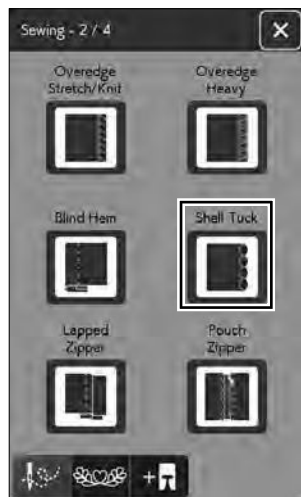 Sewing - 2 / 4
Overedge Overedge
Stretch/Knit Heavy
Blind Hem Shell Tuck
Lapped Pouch
Zipper Zipper